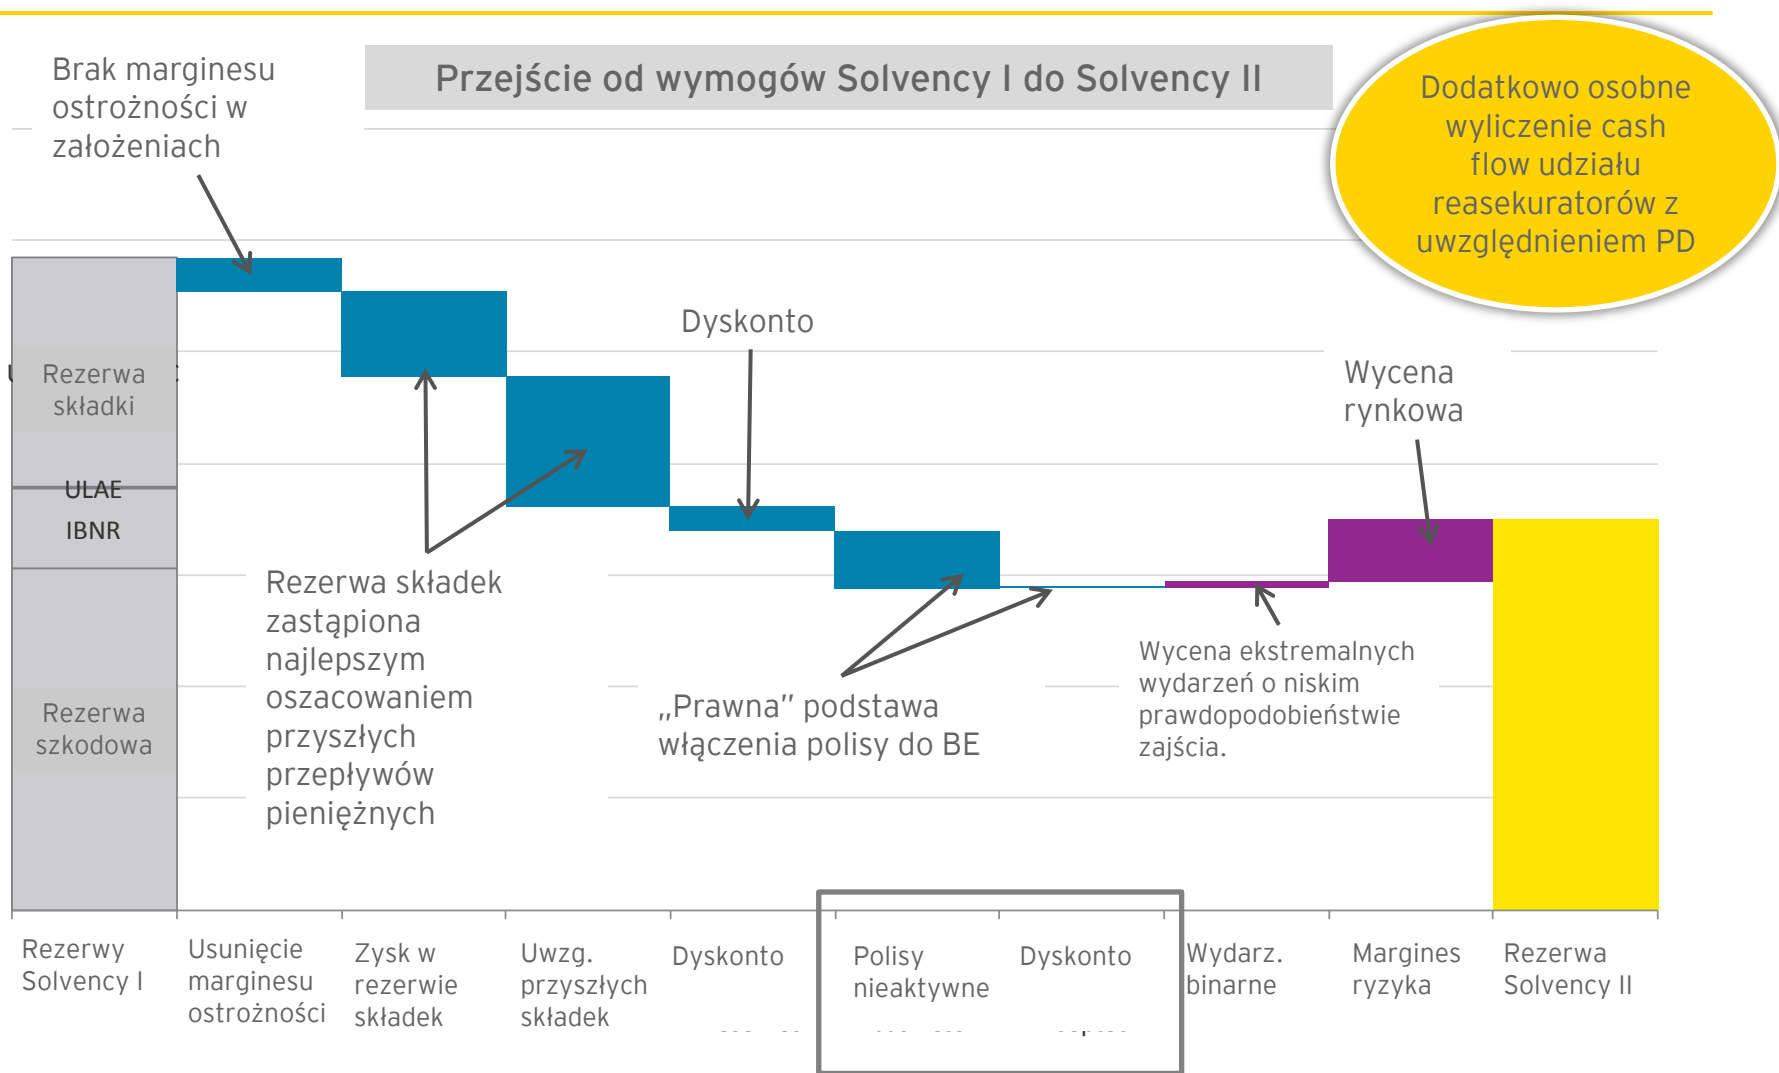 Brak marginesu
ostrożności w
założeniach
Przejście od wymogów Solvency I do Solvency II
Dodatkowo osobne
wyliczenie cash
flow udziału
reasekuratorów z
uwzględnieniem PD
Dyskonto
Wycena
rynkowa
Rezerwa
składki
ULAE
IBNR
Rezerwa
szkodowa
Rezerwa składek
zastąpiona
najlepszym
oszacowaniem
przyszłych
przepływów
pieniężnych
„Prawna” podstawa
włączenia polisy do BE
Wycena ekstremalnych
wydarzeń o niskim
prawdopodobieństwie
zajścia.
Rezerwy
Solvency I
Usunięcie
marginesu
ostrożności
Zysk w
rezerwie
składek
Uwzg.
przyszłych
składek
Dyskonto
Polisy
nieaktywne
Dyskonto
Wydarz.
binarne
Margines
ryzyka
Rezerwa
Solvency II